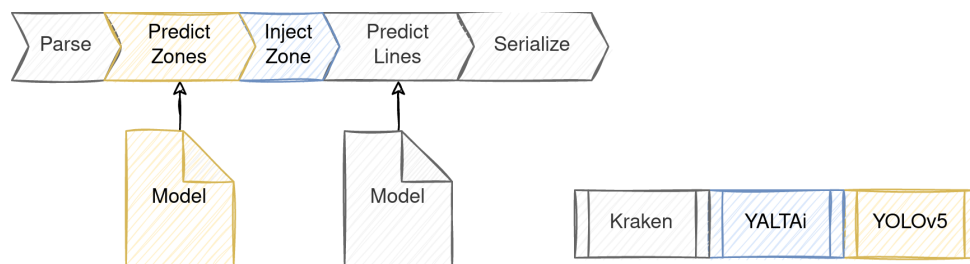 Parse
Predict
Zones
Inject
Zone
Predict
Lines
Serialize
Model
Model
Kraken
YALTAi
YOLOv5